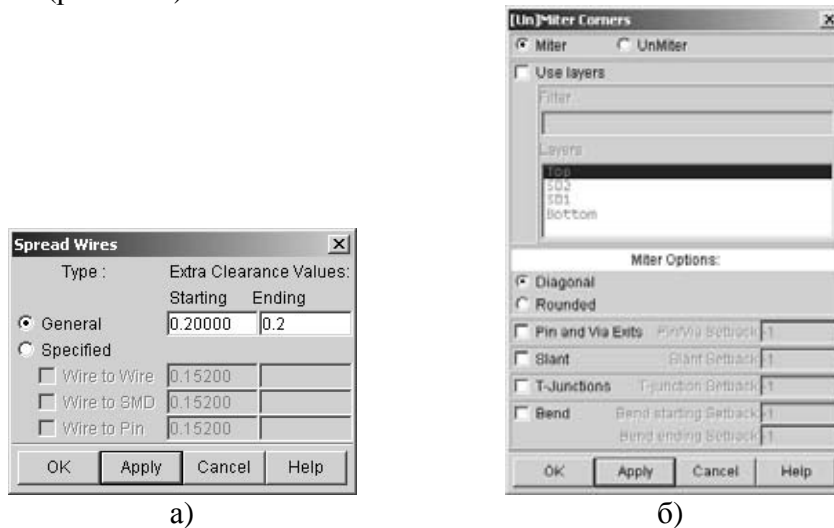 [Un]Miter Corners
Miter UnMiter
Use layers
Filter:
Layers
Top
SD2
SD1
Bottom
Miter Options:
Diagonal
Rounded
Pin and Via Exits Pin/Via Setback -1
Slant Slant Setback -1
T-Junctions T-junction Setback -1
Bend Bend starting Setback -1
Bend ending Setback -1
OK Apply Cancel Help
Spread Wires
Type : Extra Clearance Values:
Starting Ending
General 0.20000 0.2
Specified
Wire to Wire 0.15200
Wire to SMD 0.15200
Wire to Pin 0.15200
OK Apply Cancel Help
а) б)